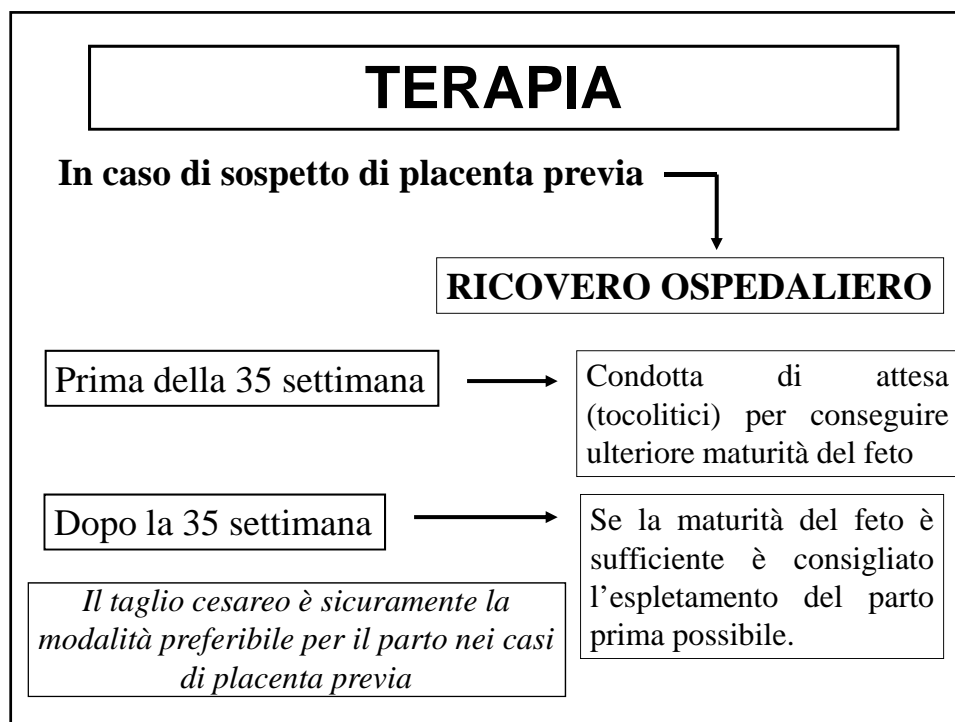 TERAPIA
In caso di sospetto di placenta previa
RICOVERO OSPEDALIERO
Prima della 35 settimana
Condotta di attesa
(tocolitici) per conseguire
ulteriore maturità del feto
Dopo la 35 settimana
Se la maturità del feto è
sufficiente è consigliato
l’espletamento del parto
prima possibile.
Il taglio cesareo è sicuramente la
modalità preferibile per il parto nei casi
di placenta previa